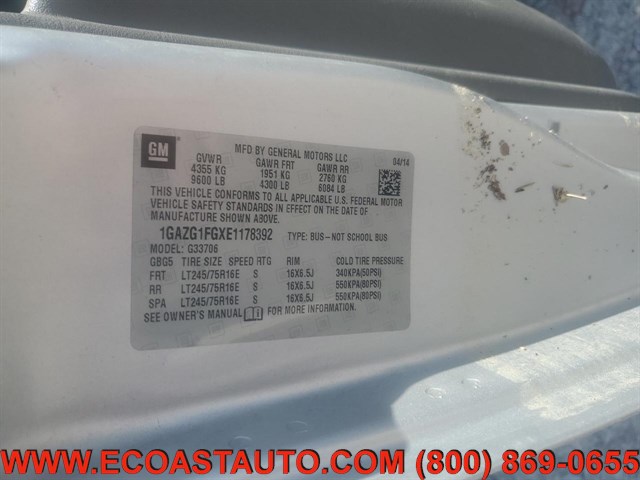 GM
MFD BY GENERAL MOTORS LLC
GVWR GAWR FRT GAWR RR 04/14
4355 KG 1951 KG 2760 KG
9600 LB 4300 LB 6084 LB
THIS VEHICLE CONFORMS TO ALL APPLICABLE U.S. FEDERAL MOTOR
VEHICLE SAFETY STANDARDS IN EFFECT ON THE DATE OF
MANUFACTURE SHOWN ABOVE.
1GAZG1FGXE1178392 TYPE: BUS–NOT SCHOOL BUS
MODEL: G33706
GBG5 TIRE SIZE SPEED RTG RIM COLD TIRE PRESSURE
FRT LT245/75R16E S 16X6.5J 340KPA(50PSI)
RR LT245/75R16E S 16X6.5J 550KPA(80PSI)
SPA LT245/75R16E S 16X6.5J 550KPA(80PSI)
SEE OWNER'S MANUAL FOR MORE INFORMATION.
WWW.ECOASTAUTO.COM (800) 869-0655